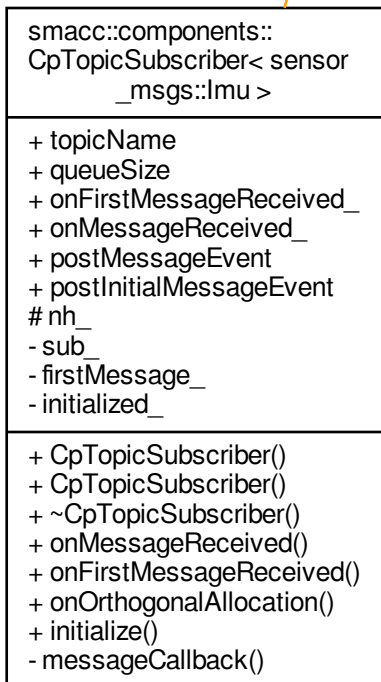 smacc::components::
CpTopicSubscriber< sensor
_msgs::Imu >
+ topicName
+ queueSize
+ onFirstMessageReceived_
+ onMessageReceived_
+ postMessageEvent
+ postInitialMessageEvent
# nh_
- sub_
- firstMessage_
- initialized_
+ CpTopicSubscriber()
+ CpTopicSubscriber()
+ ~CpTopicSubscriber()
+ onMessageReceived()
+ onFirstMessageReceived()
+ onOrthogonalAllocation()
+ initialize()
- messageCallback()